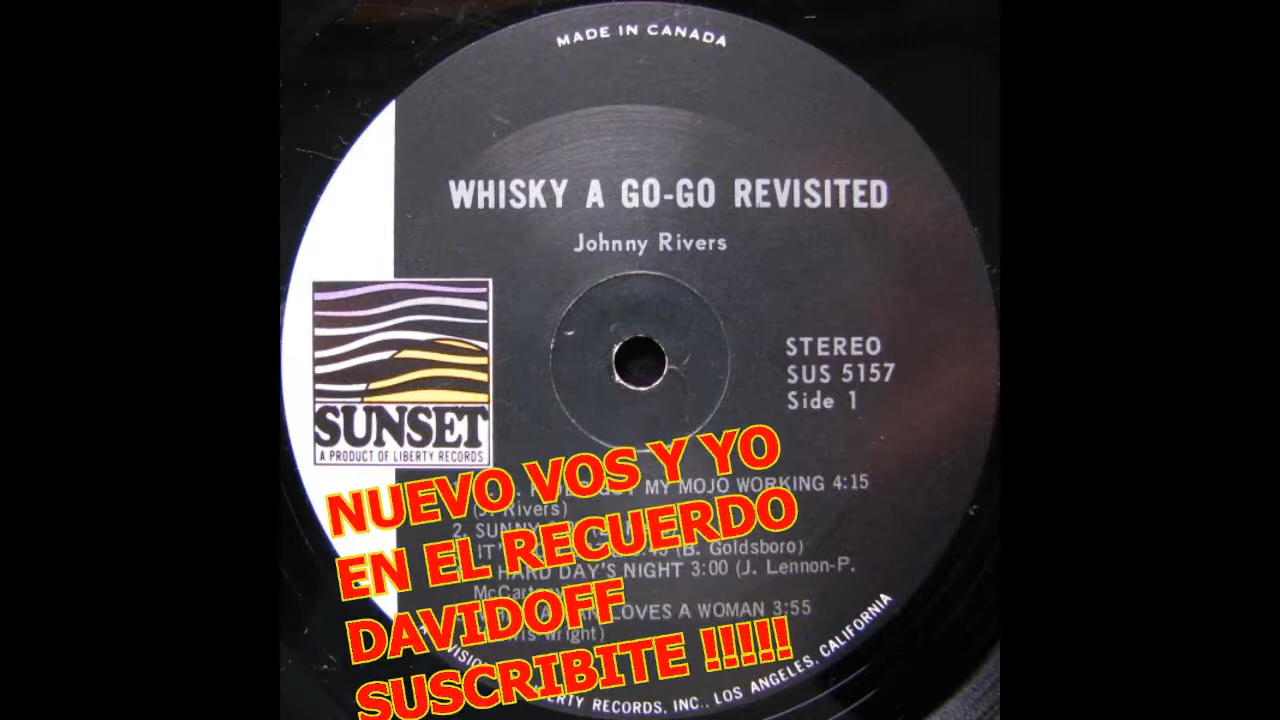 MADE IN CANADA
WHISKY A GO-GO REVISITED
Johnny Rivers
STEREO
SUS 5157
Side 1
SUNSET
A PRODUCT OF LIBERTY RECORDS
MY MOJO WORKING 4:15
Rivers)
2. SUNNY
(B. Goldsboro)
HARD DAY'S NIGHT 3:00 (J. Lennon-P.
LOVES A WOMAN 3:55
Wright)
RECORDS, INC., LOS ANGELES, CALIFORNIA
NUEVO VOS Y YO
EN EL RECUERDO
DAVIDOFF
SUSCRIBITE !!!!!